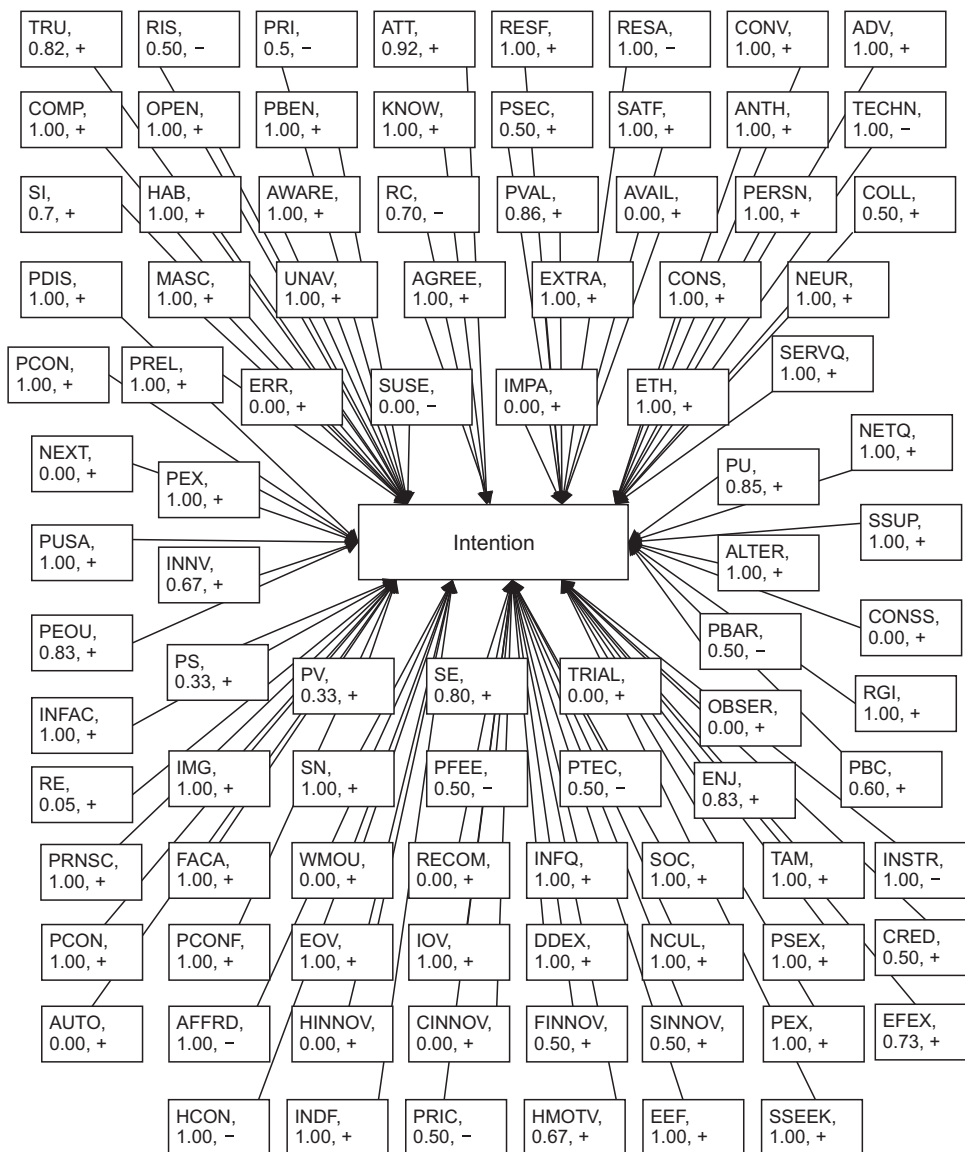 TRU,
0.82, +
RIS,
0.50, −
PRI,
0.5, −
ATT,
0.92, +
RESF,
1.00, +
RESA,
1.00, −
CONV,
1.00, +
ADV,
1.00, +
COMP,
1.00, +
OPEN,
1.00, +
PBEN,
1.00, +
KNOW,
1.00, +
PSEC,
0.50, +
SATF,
1.00, +
ANTH,
1.00, +
TECHN,
1.00, −
SI,
0.7, +
HAB,
1.00, +
AWARE,
1.00, +
RC,
0.70, −
PVAL,
0.86, +
AVAIL,
0.00, +
PERSN,
1.00, +
COLL,
0.50, +
PDIS,
1.00, +
MASC,
1.00, +
UNAV,
1.00, +
AGREE,
1.00, +
EXTRA,
1.00, +
CONS,
1.00, +
NEUR,
1.00, +
PCON,
1.00, +
PREL,
1.00, +
ERR,
0.00, +
SUSE,
0.00, −
IMPA,
0.00, +
ETH,
1.00, +
SERVQ,
1.00, +
NEXT,
0.00, +
PEX,
1.00, +
PU,
0.85, +
NETQ,
1.00, +
PUSA,
1.00, +
INNV,
0.67, +
Intention
ALTER,
1.00, +
SSUP,
1.00, +
PEOU,
0.83, +
PS,
0.33, +
PV,
0.33, +
SE,
0.80, +
TRIAL,
0.00, +
PBAR,
0.50, −
CONSS,
0.00, +
INFAC,
1.00, +
OBSER,
0.00, +
RGI,
1.00, +
RE,
0.05, +
IMG,
1.00, +
SN,
1.00, +
PFEE,
0.50, −
PTEC,
0.50, −
ENJ,
0.83, +
PBC,
0.60, +
PRNSC,
1.00, +
FACA,
1.00, +
WMOU,
0.00, +
RECOM,
0.00, +
INFQ,
1.00, +
SOC,
1.00, +
TAM,
1.00, +
INSTR,
1.00, −
PCON,
1.00, +
PCONF,
1.00, +
EOV,
1.00, +
IOV,
1.00, +
DDEX,
1.00, +
NCUL,
1.00, +
PSEX,
1.00, +
CRED,
0.50, +
AUTO,
0.00, +
AFFRD,
1.00, −
HINNOV,
0.00, +
CINNOV,
0.00, +
FINNOV,
0.50, +
SINNOV,
0.50, +
PEX,
1.00, +
EFEX,
0.73, +
HCON,
1.00, −
INDF,
1.00, +
PRIC,
0.50, −
HMOTV,
0.67, +
EEF,
1.00, +
SSEEK,
1.00, +